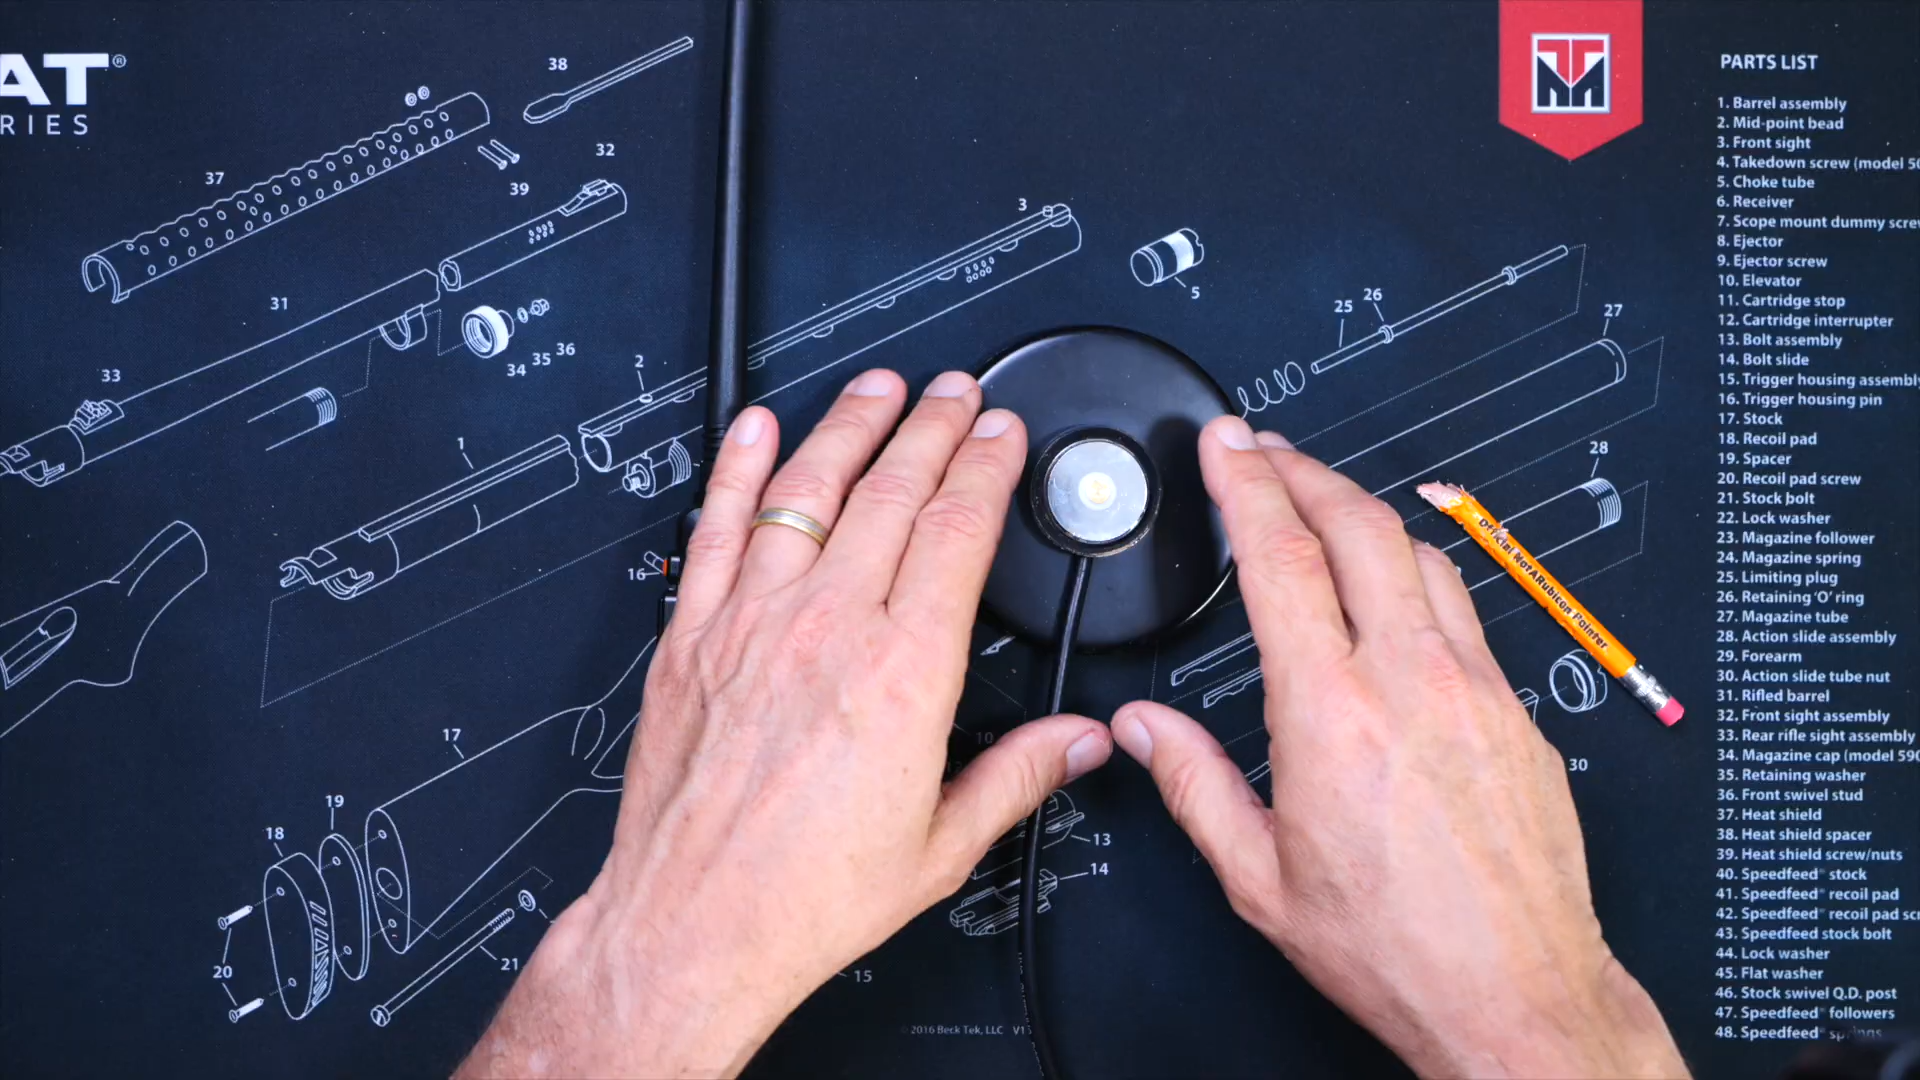 AT®
RIES
38
37
32
39
3
31
5
25
26
27
34 35 36
2
33
1
28
16
Official NotARubicon Pointer
17
10
30
19
18
13
14
20
21
15
© 2016 Beck Tek, LLC V1
TM
PARTS LIST
1. Barrel assembly
2. Mid-point bead
3. Front sight
4. Takedown screw (model 50
5. Choke tube
6. Receiver
7. Scope mount dummy screw
8. Ejector
9. Ejector screw
10. Elevator
11. Cartridge stop
12. Cartridge interrupter
13. Bolt assembly
14. Bolt slide
15. Trigger housing assembly
16. Trigger housing pin
17. Stock
18. Recoil pad
19. Spacer
20. Recoil pad screw
21. Stock bolt
22. Lock washer
23. Magazine follower
24. Magazine spring
25. Limiting plug
26. Retaining ‘O’ ring
27. Magazine tube
28. Action slide assembly
29. Forearm
30. Action slide tube nut
31. Rifled barrel
32. Front sight assembly
33. Rear rifle sight assembly
34. Magazine cap (model 590
35. Retaining washer
36. Front swivel stud
37. Heat shield
38. Heat shield spacer
39. Heat shield screw/nuts
40. Speedfeed® stock
41. Speedfeed® recoil pad
42. Speedfeed® recoil pad scr
43. Speedfeed stock bolt
44. Lock washer
45. Flat washer
46. Stock swivel Q.D. post
47. Speedfeed® followers
48. Speedfeed® springs